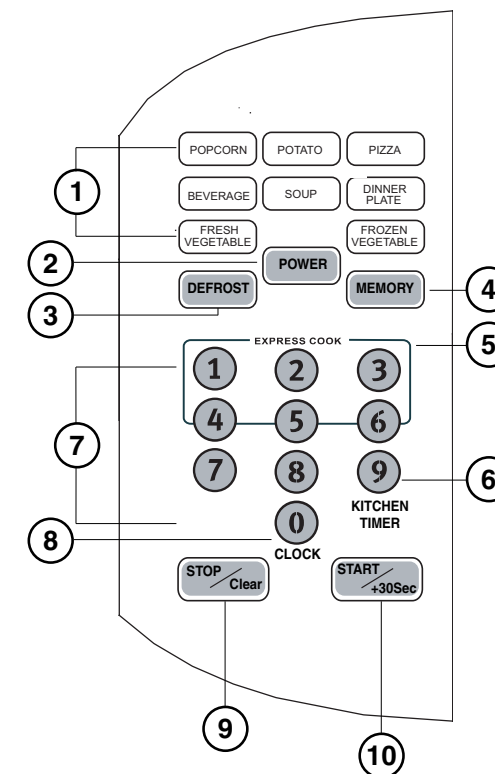 POPCORN POTATO PIZZA
1
BEVERAGE SOUP DINNER
PLATE
FRESH
VEGETABLE
FROZEN
VEGETABLE
2
POWER
DEFROST MEMORY 4
3
EXPRESS COOK 5
1 2 3
4 5 6
7
7 8 9 6
KITCHEN
TIMER
0
8
CLOCK
STOP
Clear
START
+30Sec
9
10